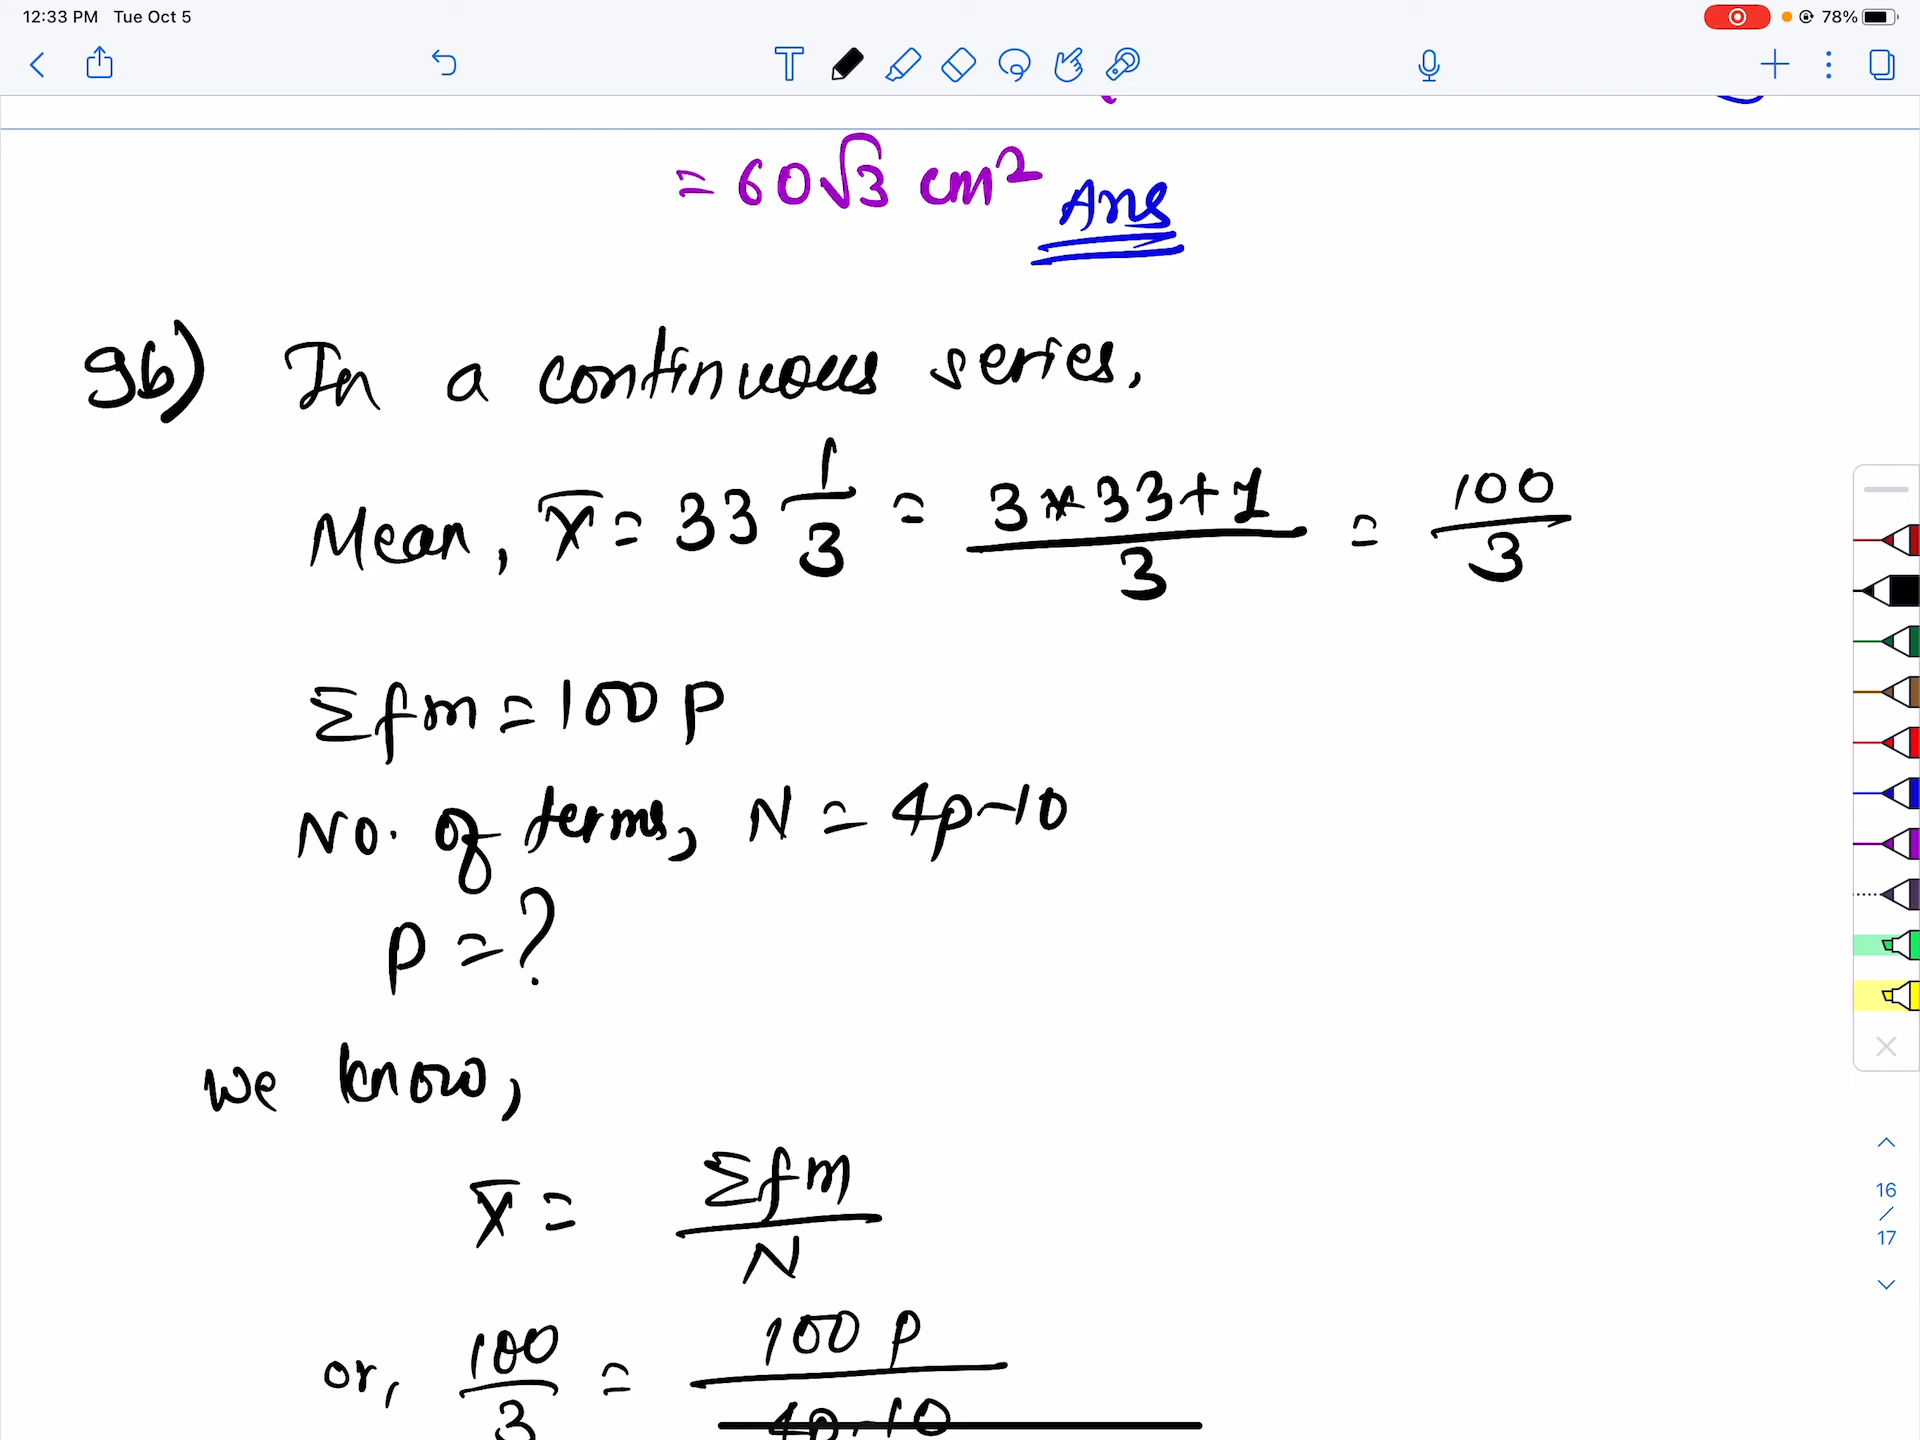 12:33 PM Tue Oct 5
78%
T
= 60√3 cm² Ans
9b) In a continuous series,
Mean, X̄ = 33 1/3 = (3*33+1)/3 = 100/3
Σfm = 100 P
No. of terms, N = 4p-10
P = ?
We know,
X̄ = Σfm/N
or, 100/3 = 100 P/4p-10
16
/
17